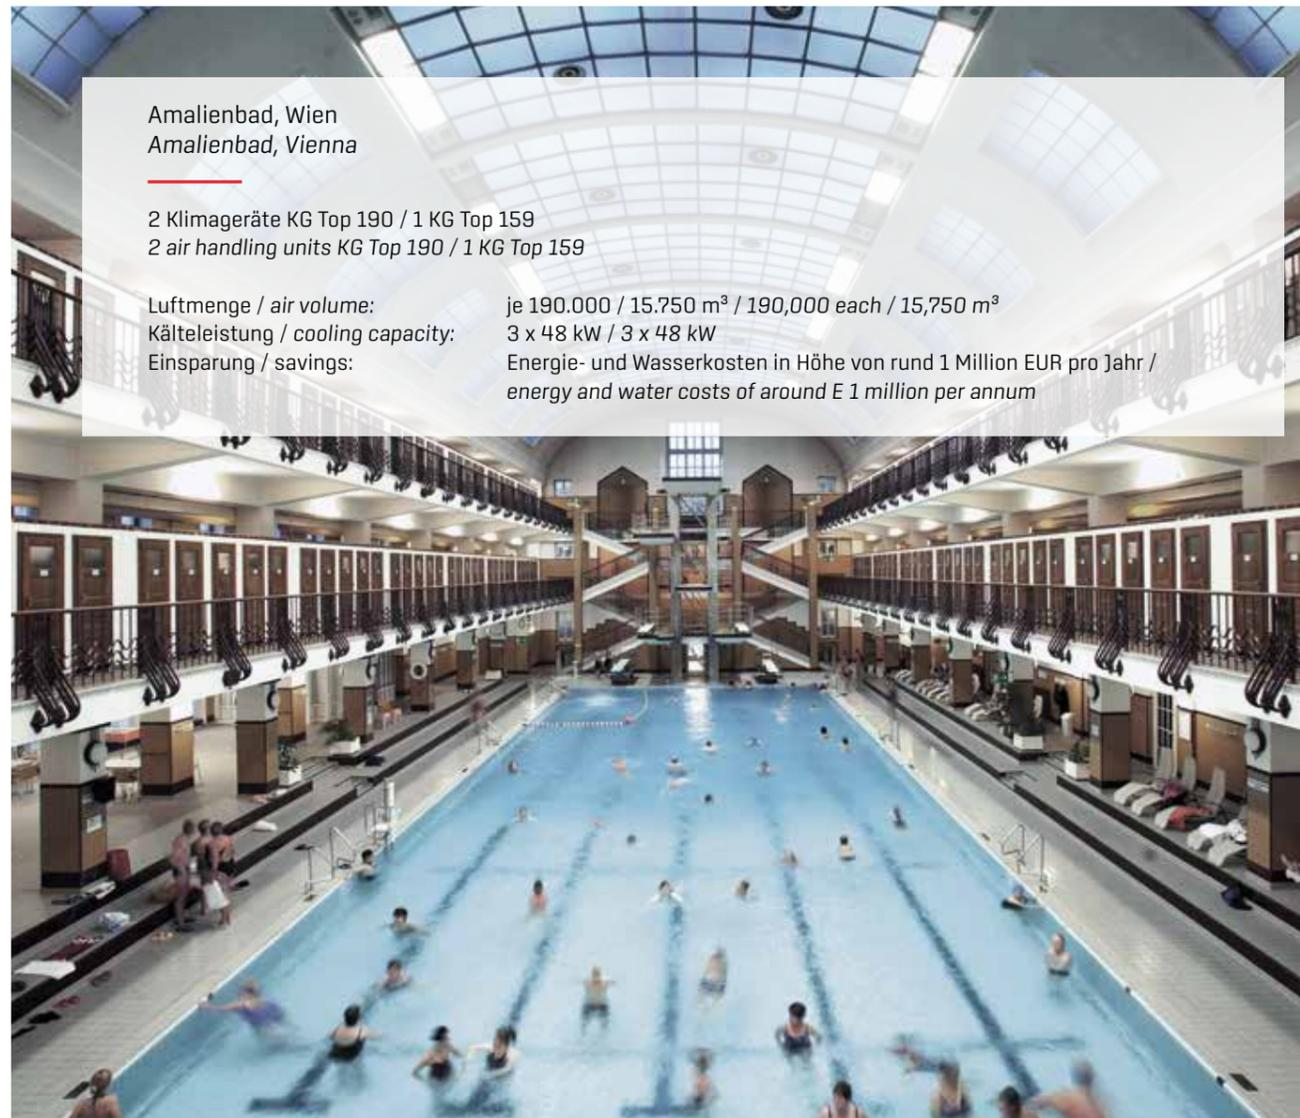 Amalienbad, Wien
Amalienbad, Vienna
2 Klimageräte KG Top 190 / 1 KG Top 159
2 air handling units KG Top 190 / 1 KG Top 159
Luftmenge / air volume: je 190.000 / 15.750 m³ / 190,000 each / 15,750 m³
Kälteleistung / cooling capacity: 3 x 48 kW / 3 x 48 kW
Einsparung / savings: Energie- und Wasserkosten in Höhe von rund 1 Million EUR pro Jahr /
energy and water costs of around E 1 million per annum